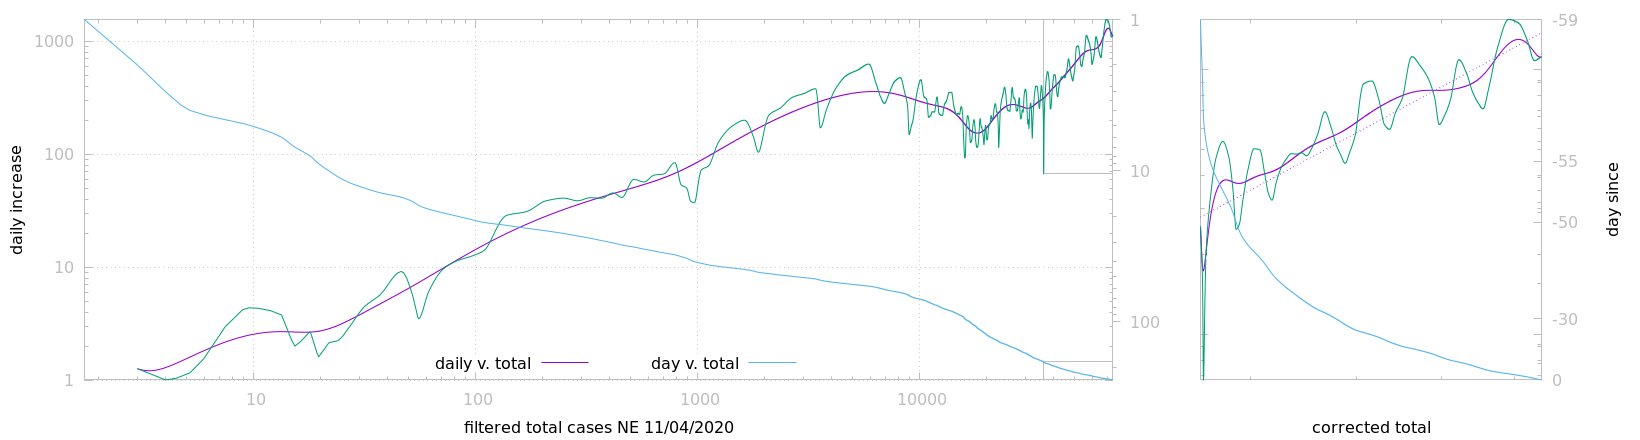 daily increase
1000
100
10
1
daily v. total
day v. total
10
100
1000
10000
filtered total cases NE 11/04/2020
1
10
100
-59
-55
-50
-30
0
day since
corrected total